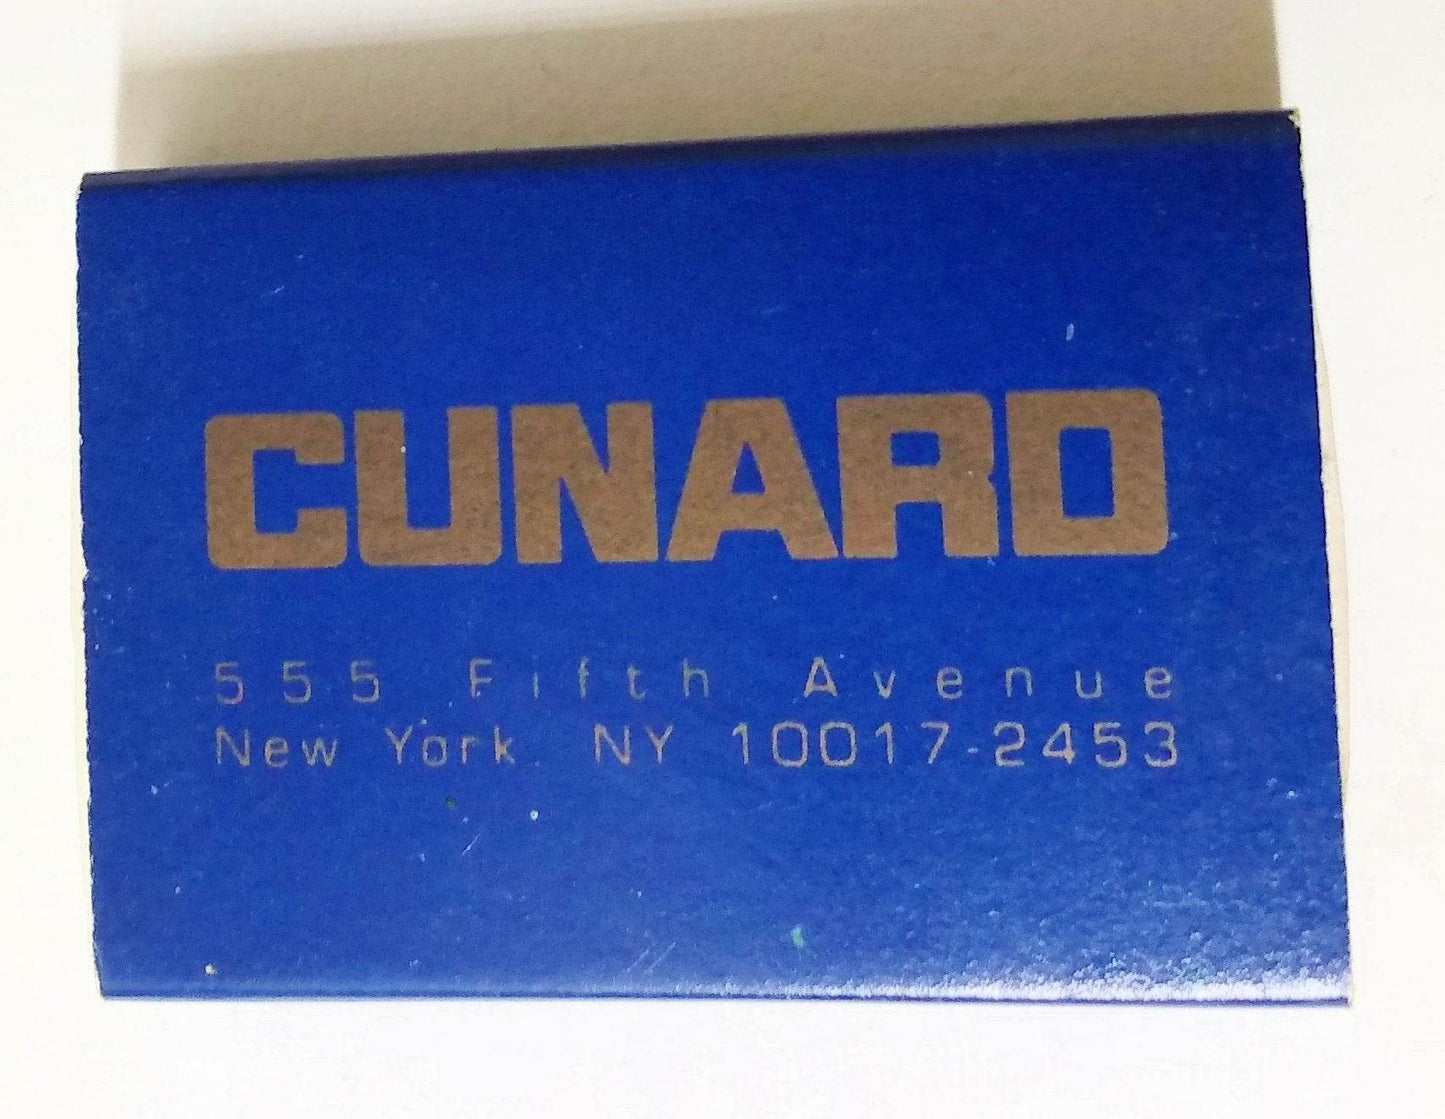 CUNARD
555 Fifth Avenue
New York NY 10017-2453